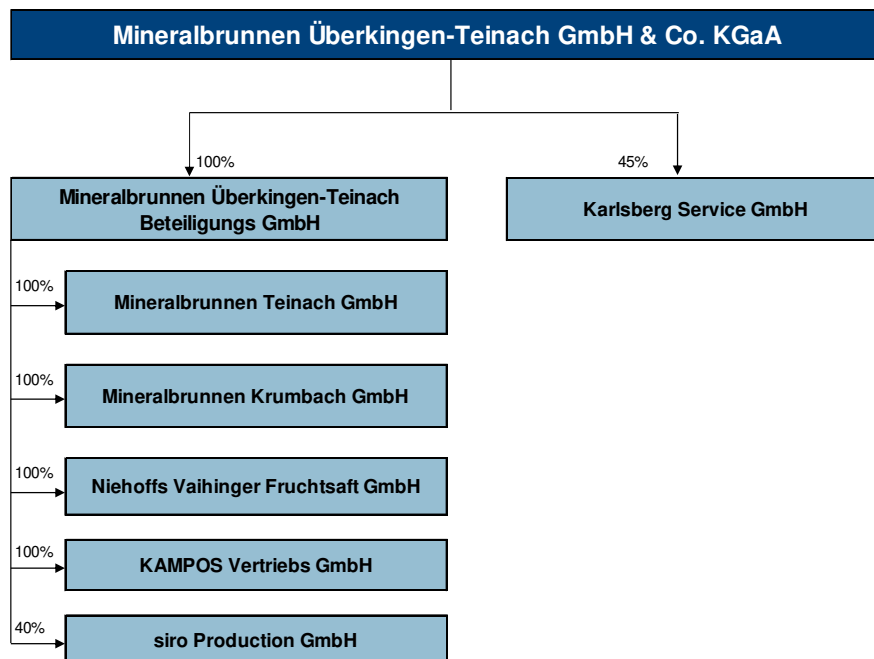 Mineralbrunnen Überkingen-Teinach GmbH & Co. KGaA
100%
45%
Mineralbrunnen Überkingen-Teinach
Beteiligungs GmbH
Karlsberg Service GmbH
100%
Mineralbrunnen Teinach GmbH
100%
Mineralbrunnen Krumbach GmbH
100%
Niehoffs Vaihinger Fruchtsaft GmbH
100%
KAMPOS Vertriebs GmbH
40%
siro Production GmbH